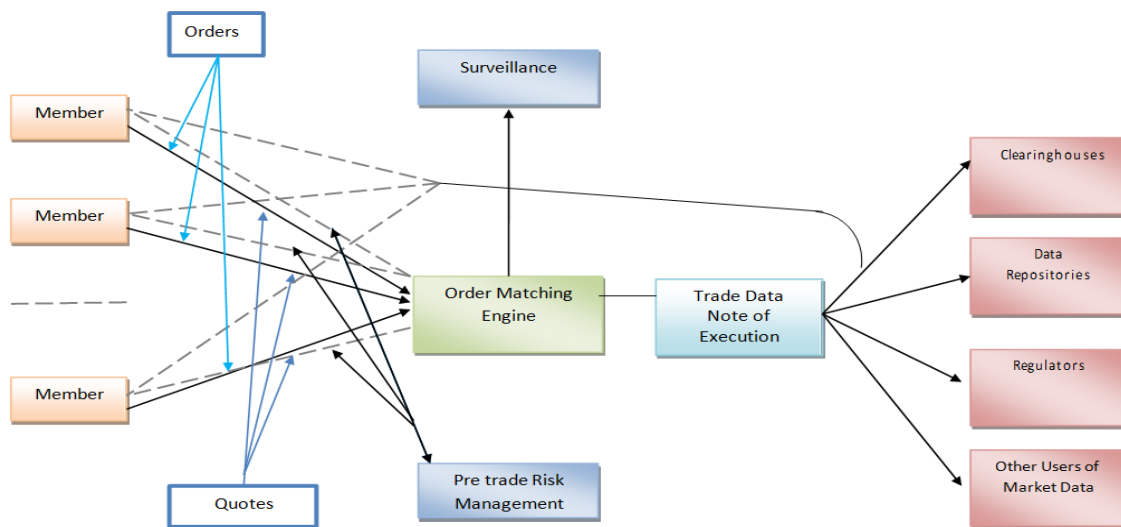 Orders
Surveillance
Member
Member
Member
Order Matching
Engine
Trade Data
Note of
Execution
Clearinghouses
Data
Repositories
Regulators
Other Users of
Market Data
Pre trade Risk
Management
Quotes